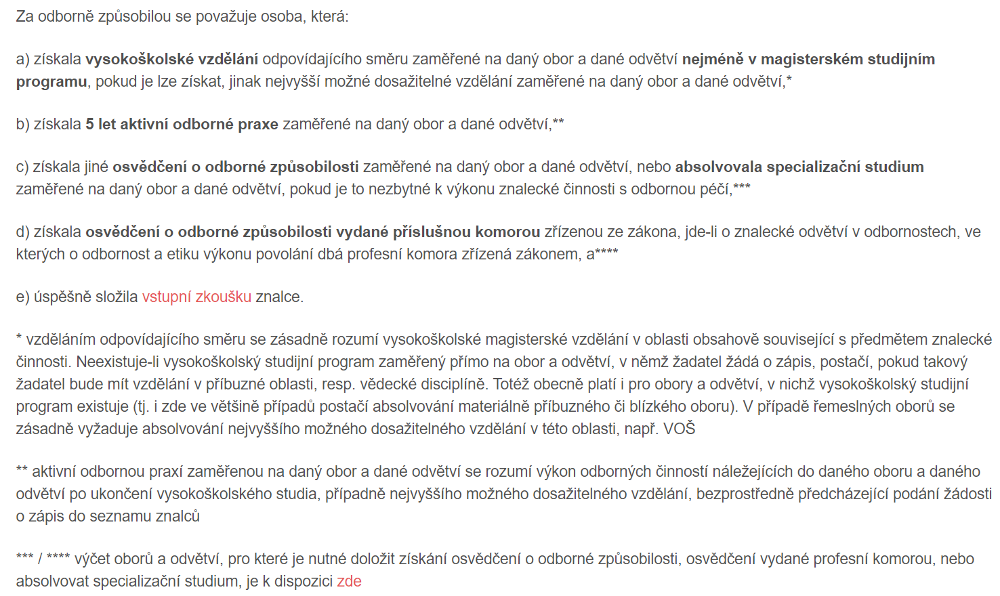 Za odborně způsobilou se považuje osoba, která:
a) získala vysokoškolské vzdělání odpovídajícího směru zaměřené na daný obor a dané odvětví nejméně v magisterském studijním
programu, pokud je lze získat, jinak nejvyšší možné dosažitelné vzdělání zaměřené na daný obor a dané odvětví,*
b) získala 5 let aktivní odborné praxe zaměřené na daný obor a dané odvětví,**
c) získala jiné osvědčení o odborné způsobilosti zaměřené na daný obor a dané odvětví, nebo absolvovala specializační studium
zaměřené na daný obor a dané odvětví, pokud je to nezbytné k výkonu znalecké činnosti s odbornou péčí,***
d) získala osvědčení o odborné způsobilosti vydané příslušnou komorou zřízenou ze zákona, jde-li o znalecké odvětví v odbornostech, ve
kterých o odbornost a etiku výkonu povolání dbá profesní komora zřízená zákonem, a****
e) úspěšně složila vstupní zkoušku znalce.
* vzděláním odpovídajícího směru se zásadně rozumí vysokoškolské magisterské vzdělání v oblasti obsahově související s předmětem znalecké
činnosti. Neexistuje-li vysokoškolský studijní program zaměřený přímo na obor a odvětví, v němž žadatel žádá o zápis, postačí, pokud takový
žadatel bude mít vzdělání v příbuzné oblasti, resp. vědecké disciplíně. Totéž obecně platí i pro obory a odvětví, v nichž vysokoškolský studijní
program existuje (tj. i zde ve většině případů postačí absolvování materiálně příbuzného či blízkého oboru). V případě řemeslných oborů se
zásadně vyžaduje absolvování nejvyššího možného dosažitelného vzdělání v této oblasti, např. VOŠ
** aktivní odbornou praxí zaměřenou na daný obor a dané odvětví se rozumí výkon odborných činností náležejících do daného oboru a daného
odvětví po ukončení vysokoškolského studia, případně nejvyššího možného dosažitelného vzdělání, bezprostředně předcházející podání žádosti
o zápis do seznamu znalců
*** / **** výčet oborů a odvětví, pro které je nutné doložit získání osvědčení o odborné způsobilosti, osvědčení vydané profesní komorou, nebo
absolvovat specializační studium, je k dispozici zde